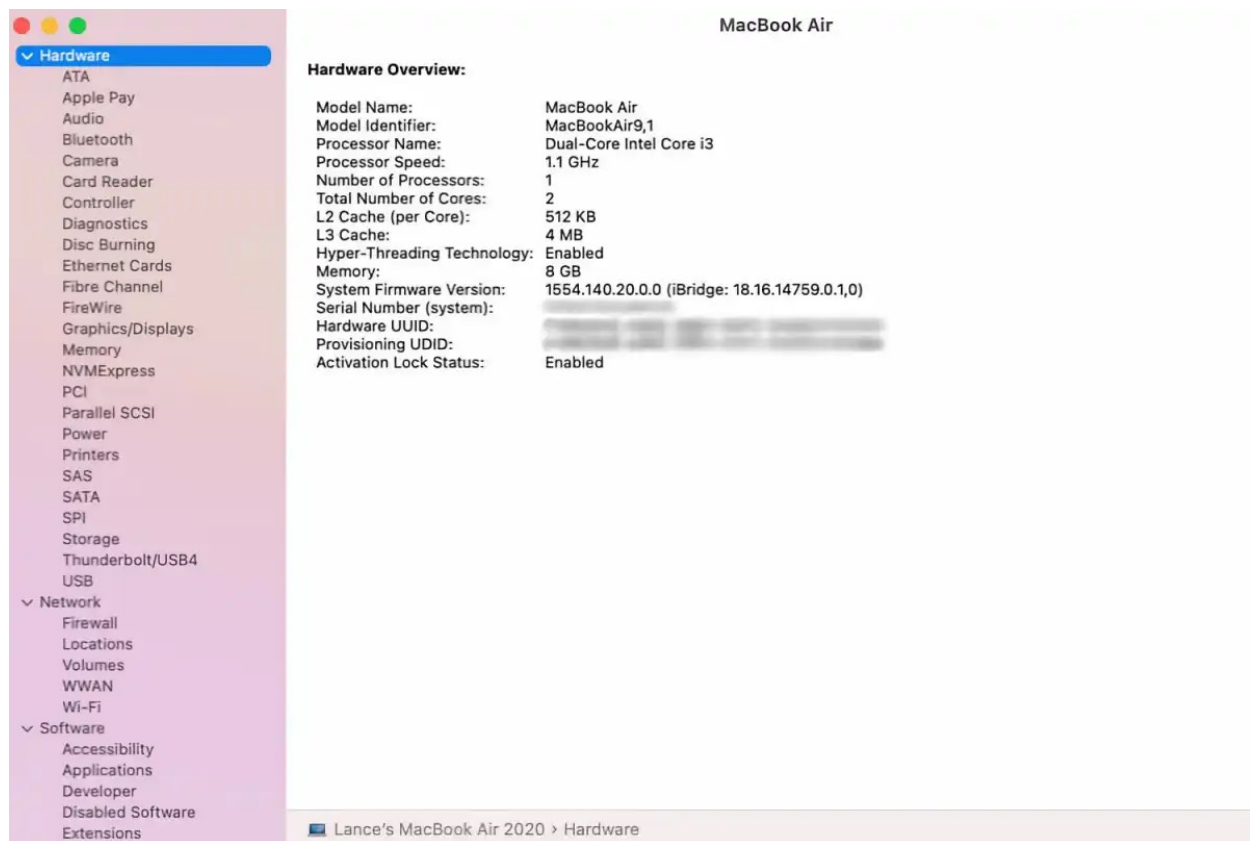 MacBook Air
Hardware
ATA
Apple Pay
Audio
Bluetooth
Camera
Card Reader
Controller
Diagnostics
Disc Burning
Ethernet Cards
Fibre Channel
FireWire
Graphics/Displays
Memory
NVMExpress
PCI
Parallel SCSI
Power
Printers
SAS
SATA
SPI
Storage
Thunderbolt/USB4
USB
Network
Firewall
Locations
Volumes
WWAN
Wi-Fi
Software
Accessibility
Applications
Developer
Disabled Software
Extensions
Hardware Overview:
Model Name: MacBook Air
Model Identifier: MacBookAir9,1
Processor Name: Dual-Core Intel Core i3
Processor Speed: 1.1 GHz
Number of Processors: 1
Total Number of Cores: 2
L2 Cache (per Core): 512 KB
L3 Cache: 4 MB
Hyper-Threading Technology: Enabled
Memory: 8 GB
System Firmware Version: 1554.140.20.0.0 (iBridge: 18.16.14759.0.1,0)
Serial Number (system):
Hardware UUID:
Provisioning UDID:
Activation Lock Status: Enabled
Lance's MacBook Air 2020 › Hardware